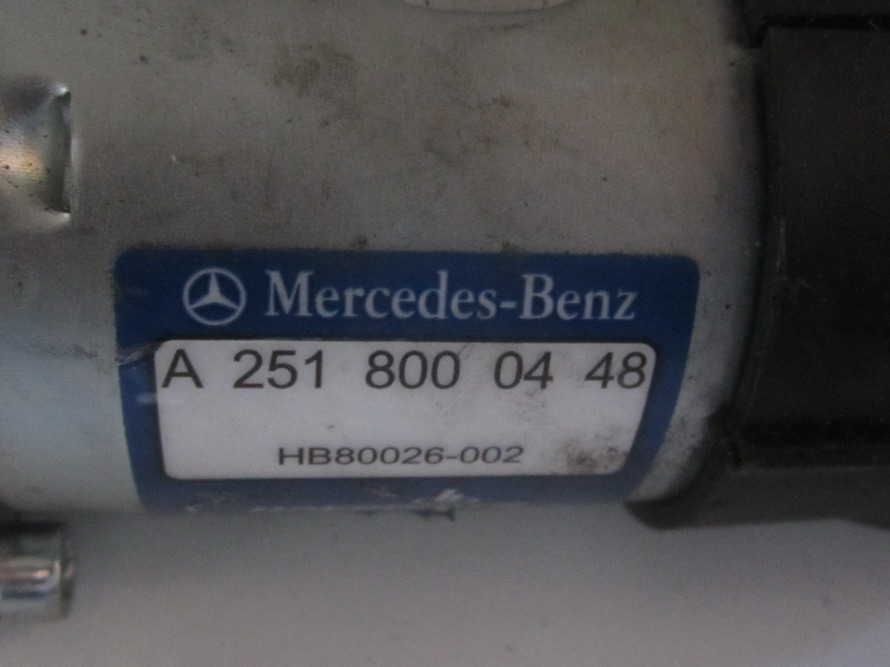 Mercedes-Benz
A 251 800 04 48
HB80026-002